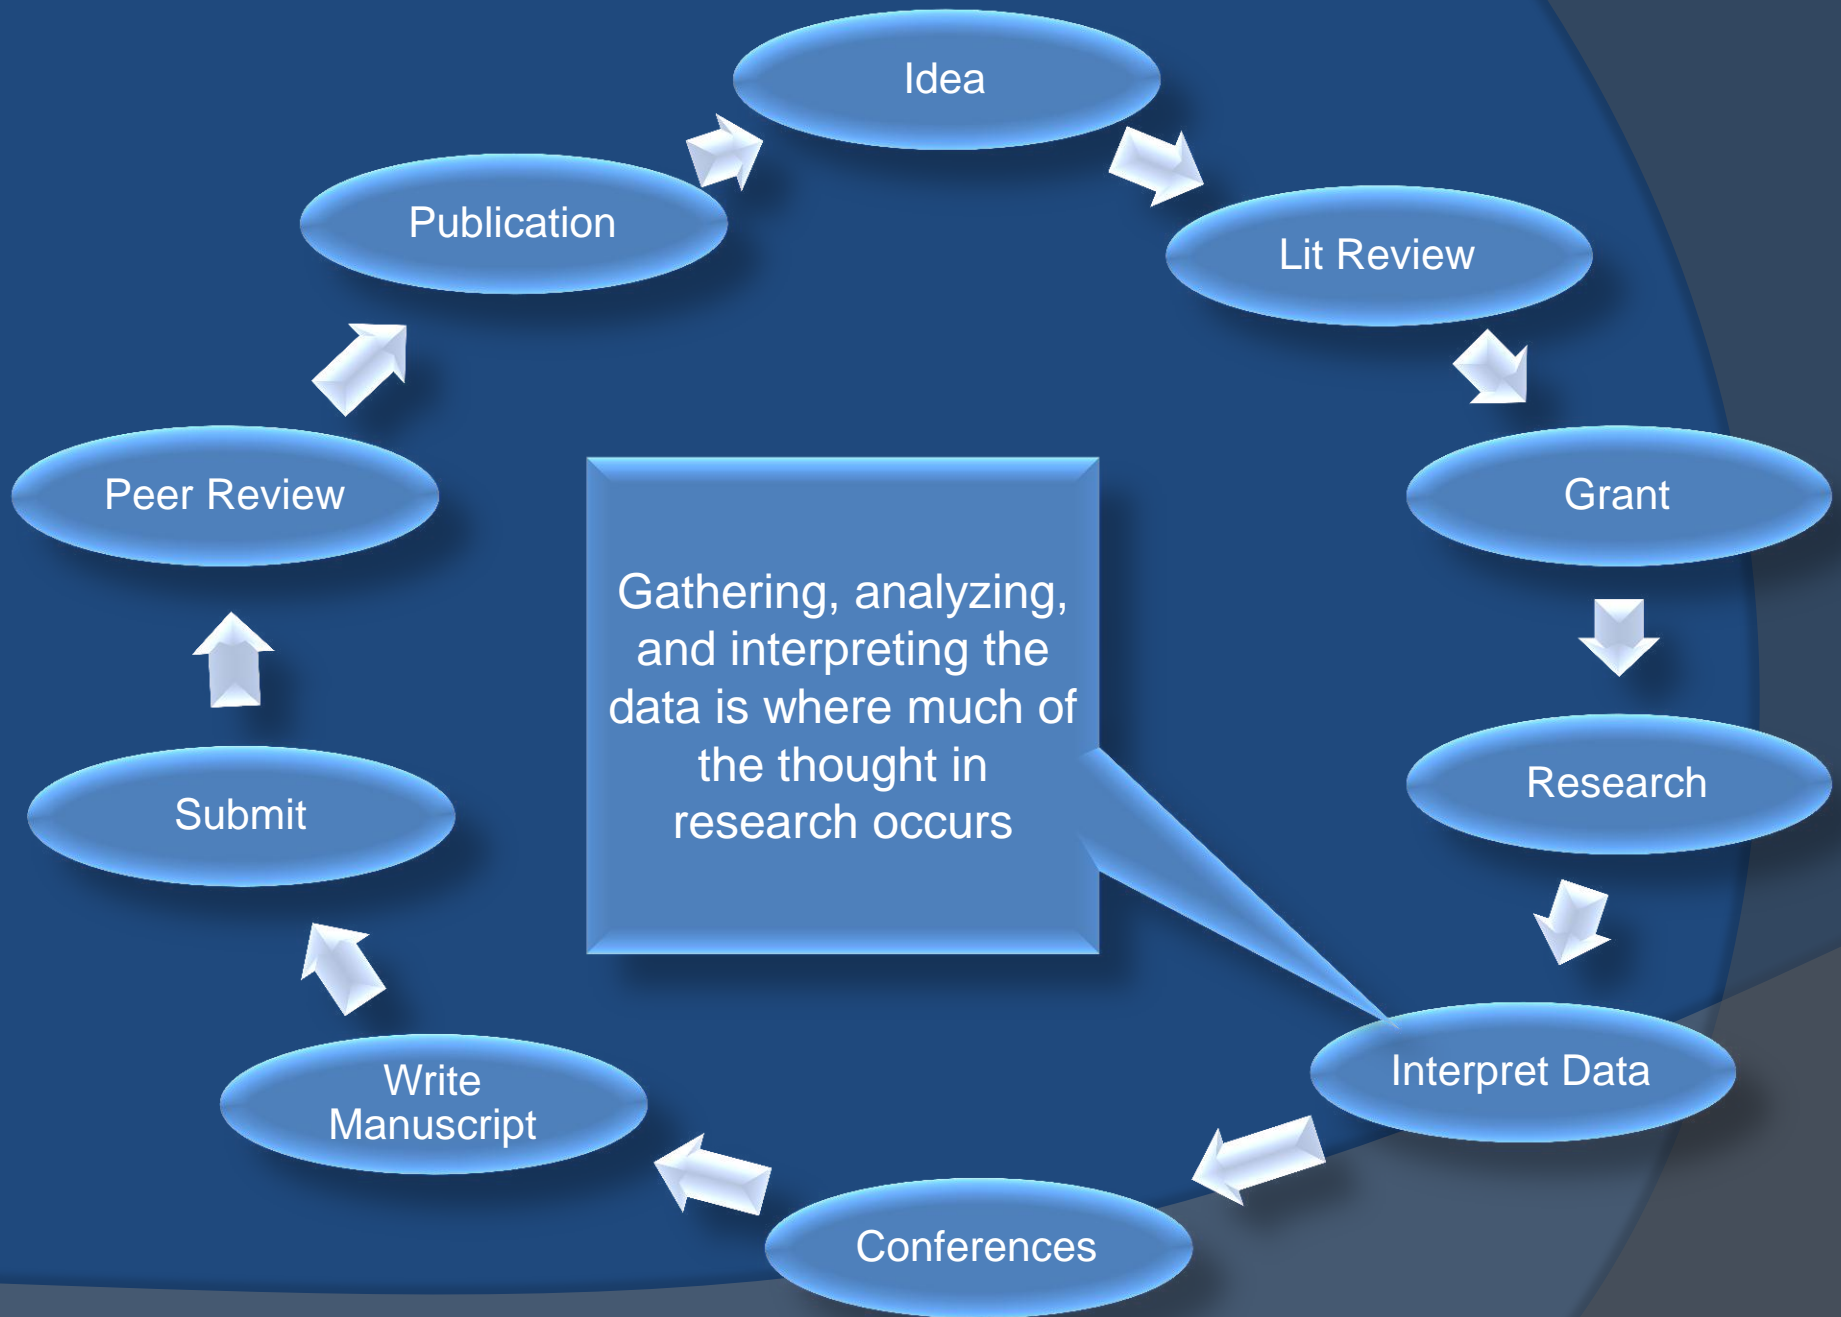 Idea
Publication
Lit Review
Peer Review
Grant
Gathering, analyzing,
and interpreting the
data is where much of
the thought in
research occurs
Submit
Research
Write
Manuscript
Interpret Data
Conferences